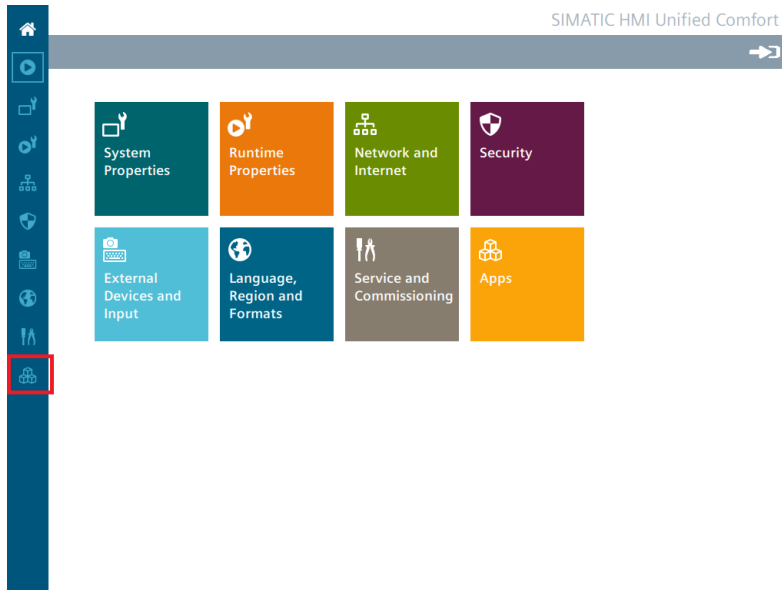 SIMATIC HMI Unified Comfort
System
Properties
Runtime
Properties
Network and
Internet
Security
External
Devices and
Input
Language,
Region and
Formats
Service and
Commissioning
Apps